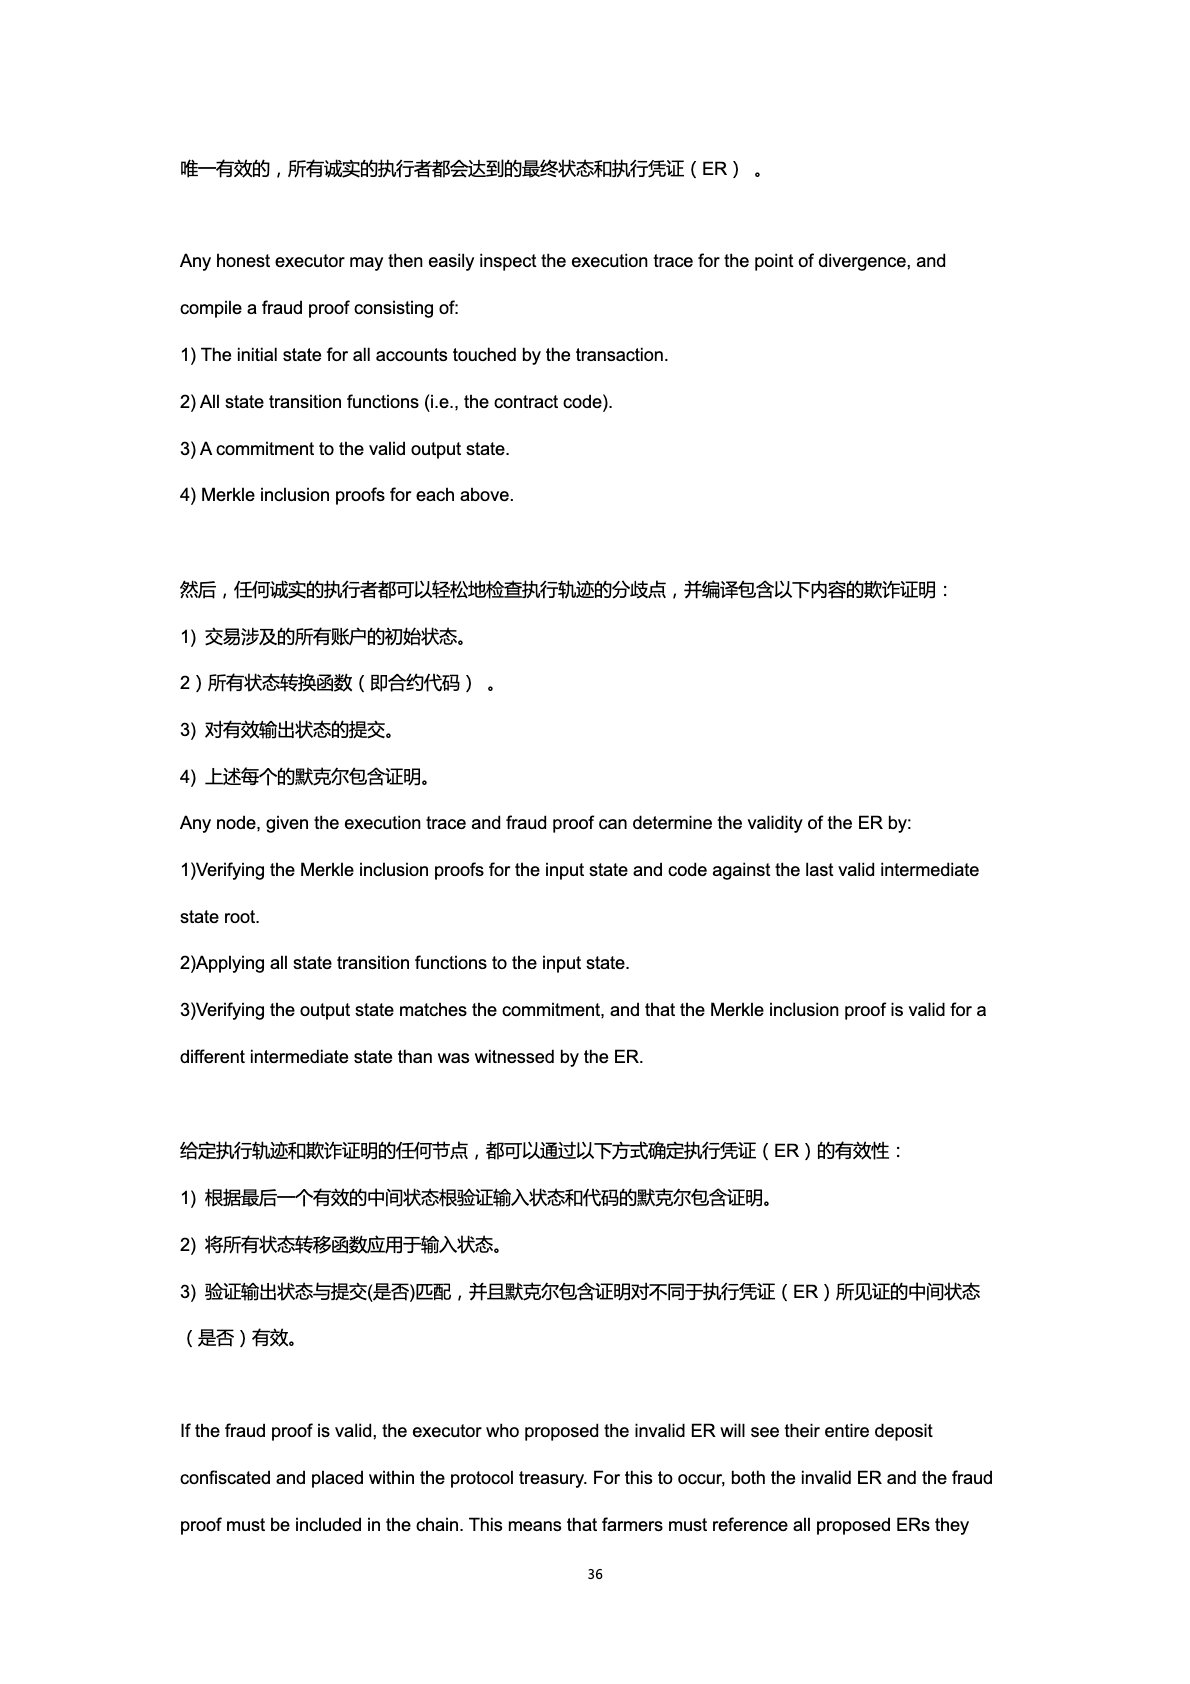 唯一有效的，所有诚实的执行者都会达到的最终状态和执行凭证（ER） 。
Any honest executor may then easily inspect the execution trace for the point of divergence, and
compile a fraud proof consisting of:
1) The initial state for all accounts touched by the transaction.
2) All state transition functions (i.e., the contract code).
3) A commitment to the valid output state.
4) Merkle inclusion proofs for each above.
然后，任何诚实的执行者都可以轻松地检查执行轨迹的分歧点，并编译包含以下内容的欺诈证明：
1) 交易涉及的所有账户的初始状态。
2）所有状态转换函数（即合约代码） 。
3) 对有效输出状态的提交。
4) 上述每个的默克尔包含证明。
Any node, given the execution trace and fraud proof can determine the validity of the ER by:
1)Verifying the Merkle inclusion proofs for the input state and code against the last valid intermediate
state root.
2)Applying all state transition functions to the input state.
3)Verifying the output state matches the commitment, and that the Merkle inclusion proof is valid for a
different intermediate state than was witnessed by the ER.
给定执行轨迹和欺诈证明的任何节点，都可以通过以下方式确定执行凭证（ER）的有效性：
1) 根据最后一个有效的中间状态根验证输入状态和代码的默克尔包含证明。
2) 将所有状态转移函数应用于输入状态。
3) 验证输出状态与提交(是否)匹配，并且默克尔包含证明对不同于执行凭证（ER）所见证的中间状态
（是否）有效。
If the fraud proof is valid, the executor who proposed the invalid ER will see their entire deposit
confiscated and placed within the protocol treasury. For this to occur, both the invalid ER and the fraud
proof must be included in the chain. This means that farmers must reference all proposed ERs they
36